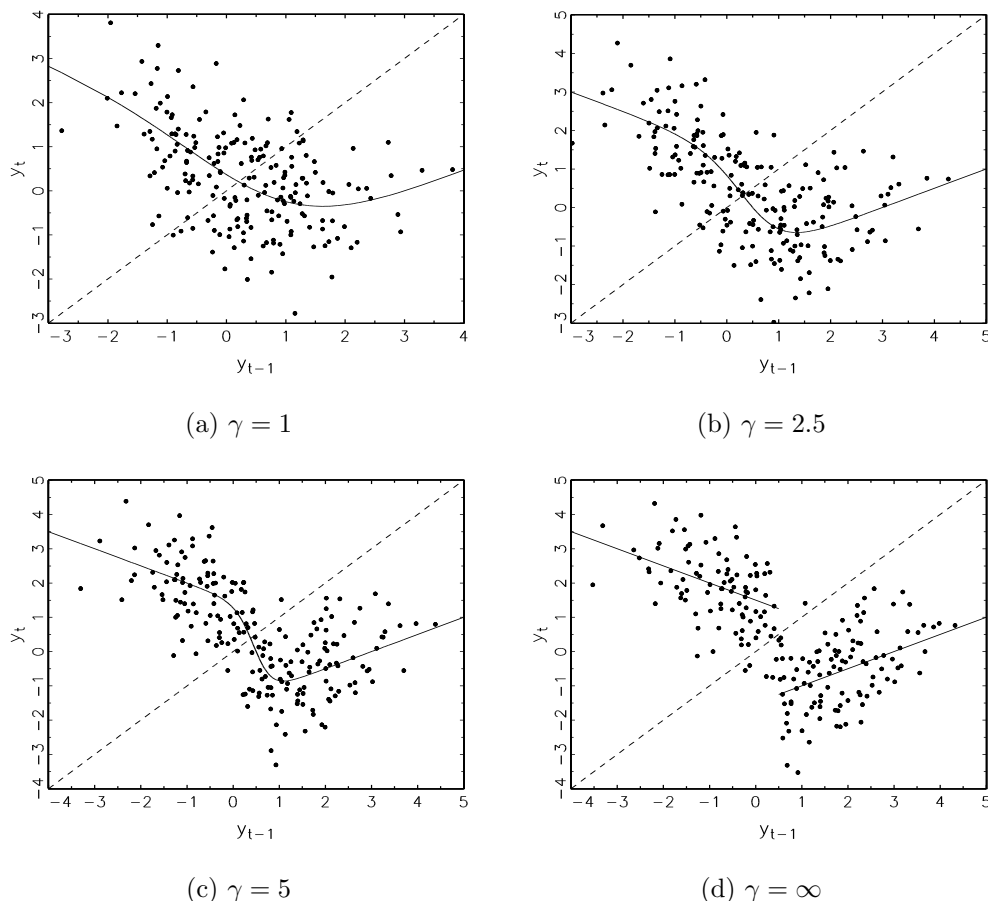 4
3
2
1
0
−1
−2
−3
y_t
−3 −2 −1 0 1 2 3 4
y_{t−1}
(a) γ = 1
5
4
3
2
1
0
−1
−2
−3
y_t
−3 −2 −1 0 1 2 3 4 5
y_{t−1}
(b) γ = 2.5
5
4
3
2
1
0
−1
−2
−3
−4
y_t
−4 −3 −2 −1 0 1 2 3 4 5
y_{t−1}
(c) γ = 5
5
4
3
2
1
0
−1
−2
−3
−4
y_t
−4 −3 −2 −1 0 1 2 3 4 5
y_{t−1}
(d) γ = ∞